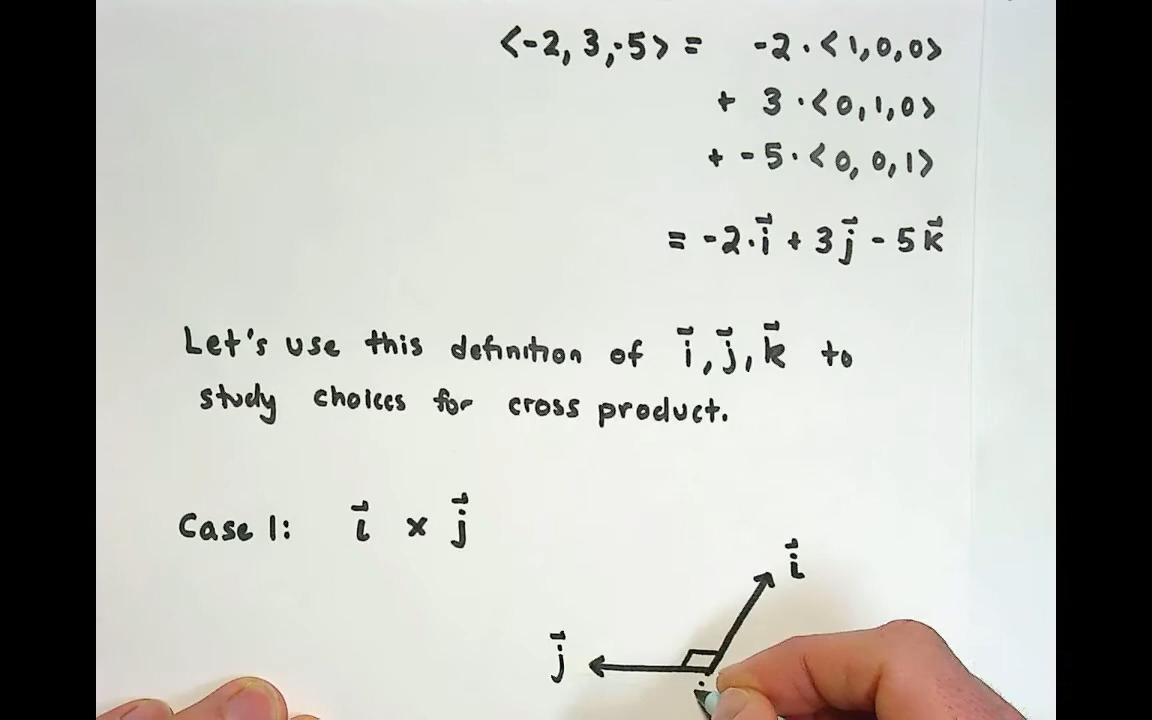 <-2, 3,-5> = -2 · <1,0,0>
+ 3 · <0,1,0>
+ -5 · <0, 0,1>
= -2·i⃗ + 3j⃗ - 5k⃗
Let's use this definition of i⃗, j⃗, k⃗ to
study choices for cross product.
Case 1: i⃗ × j⃗
i⃗
j⃗